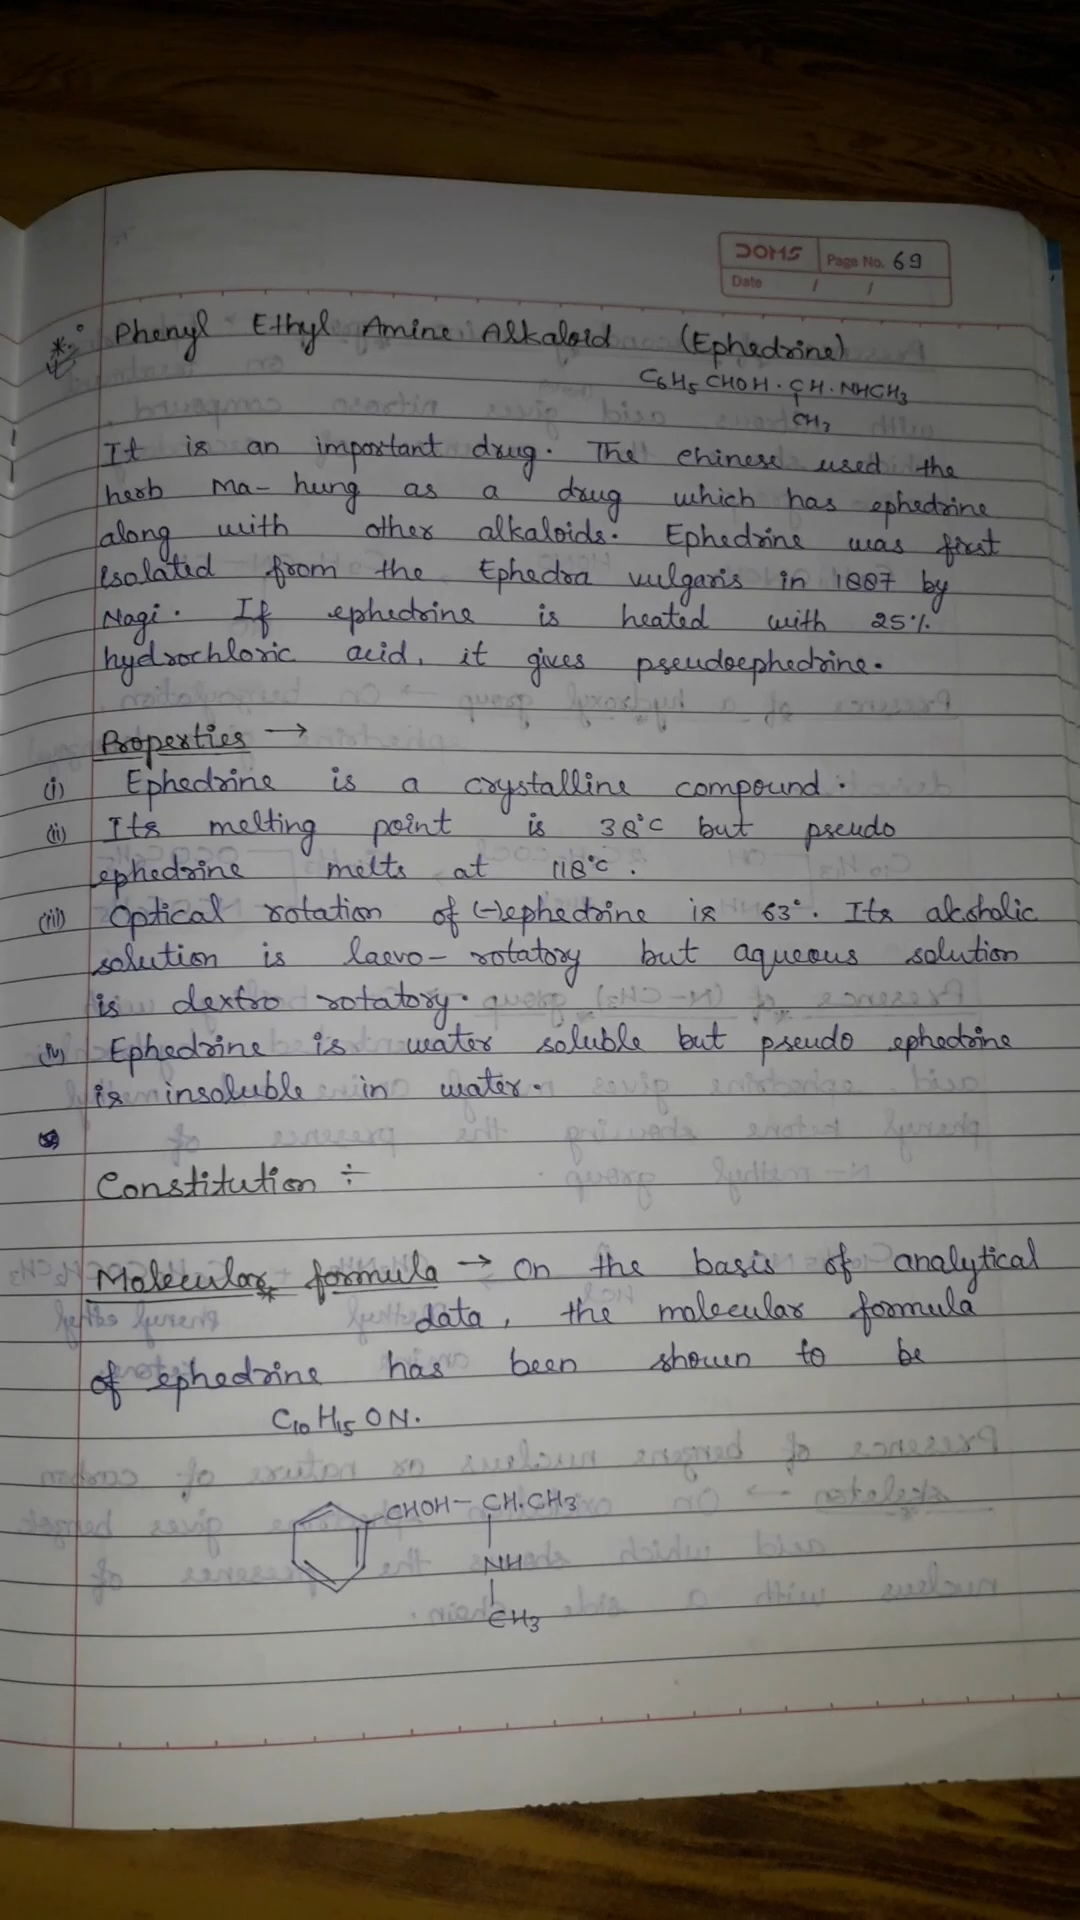 DOMS Page No. 69
Date / /
* Phenyl Ethyl Amine Alkaloid (Ephedrine)
C6H5 CHOH . CH . NHCH3
CH3
It is an important drug. The chinese used the
herb Ma-hung as a drug which has ephedrine
along with other alkaloids. Ephedrine was first
isolated from the Ephedra vulgaris in 1887 by
Nagi. If ephedrine is heated with 25%
hydrochloric acid, it gives pseudoephedrine.
Properties →
(i) Ephedrine is a crystalline compound.
(ii) Its melting point is 38°C but pseudo
ephedrine melts at 118°C.
(iii) Optical rotation of (-)ephedrine is 63°. Its alcoholic
solution is laevo-rotatory but aqueous solution
is dextro rotatory.
(iv) Ephedrine is water soluble but pseudo ephedrine
is insoluble in water.
Constitution ÷
Molecular formula → On the basis of analytical
data, the molecular formula
of ephedrine has been shown to be
C10 H15 ON.
CHOH - CH.CH3
NH
CH3